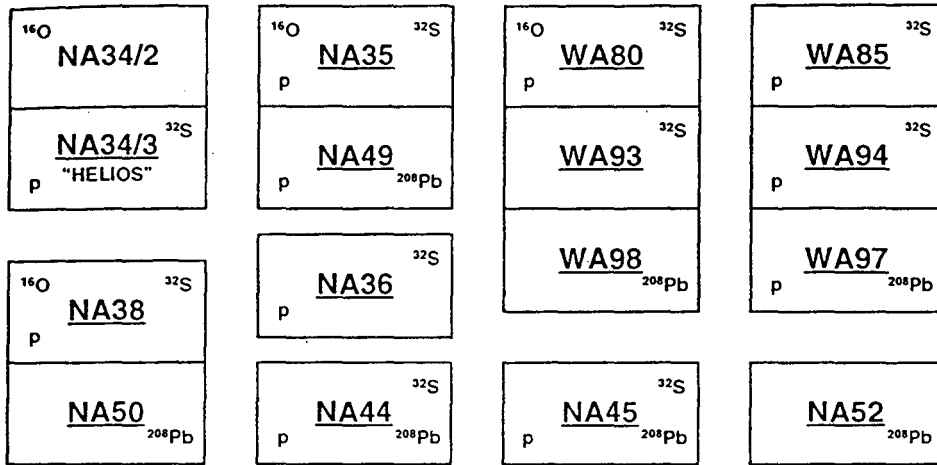 ¹⁶O
NA34/2
³²S
NA34/3
"HELIOS"
p
¹⁶O ³²S
NA35
p
NA49
p ²⁰⁸Pb
¹⁶O ³²S
WA80
p
³²S
WA93
WA98
²⁰⁸Pb
³²S
WA85
p
³²S
WA94
p
WA97
p ²⁰⁸Pb
¹⁶O ³²S
NA38
p
NA50
²⁰⁸Pb
³²S
NA36
p
³²S
NA44
p ²⁰⁸Pb
³²S
NA45
p ²⁰⁸Pb
NA52
²⁰⁸Pb